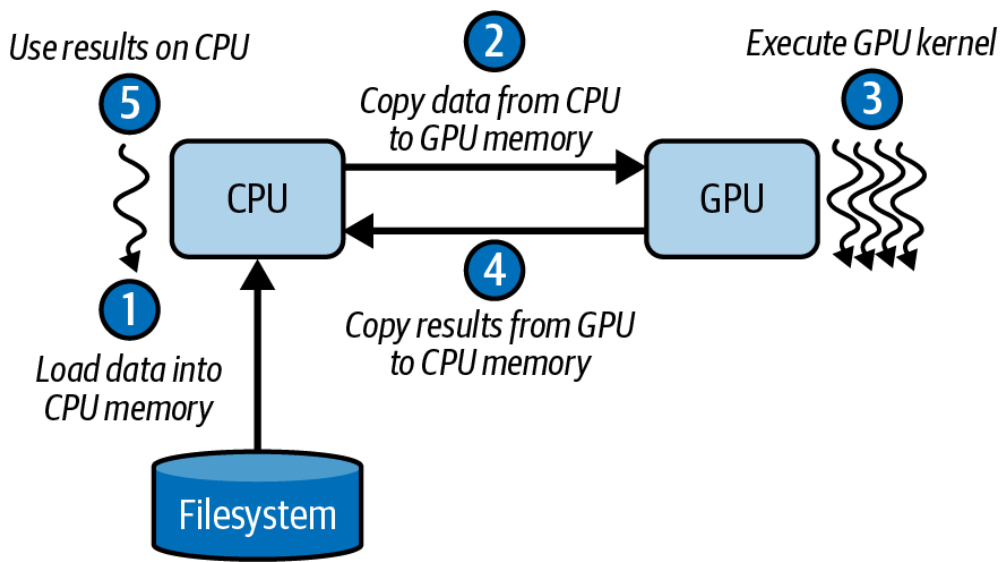 Use results on CPU
5
2
Copy data from CPU
to GPU memory
Execute GPU kernel
3
CPU
GPU
1
Load data into
CPU memory
4
Copy results from GPU
to CPU memory
Filesystem